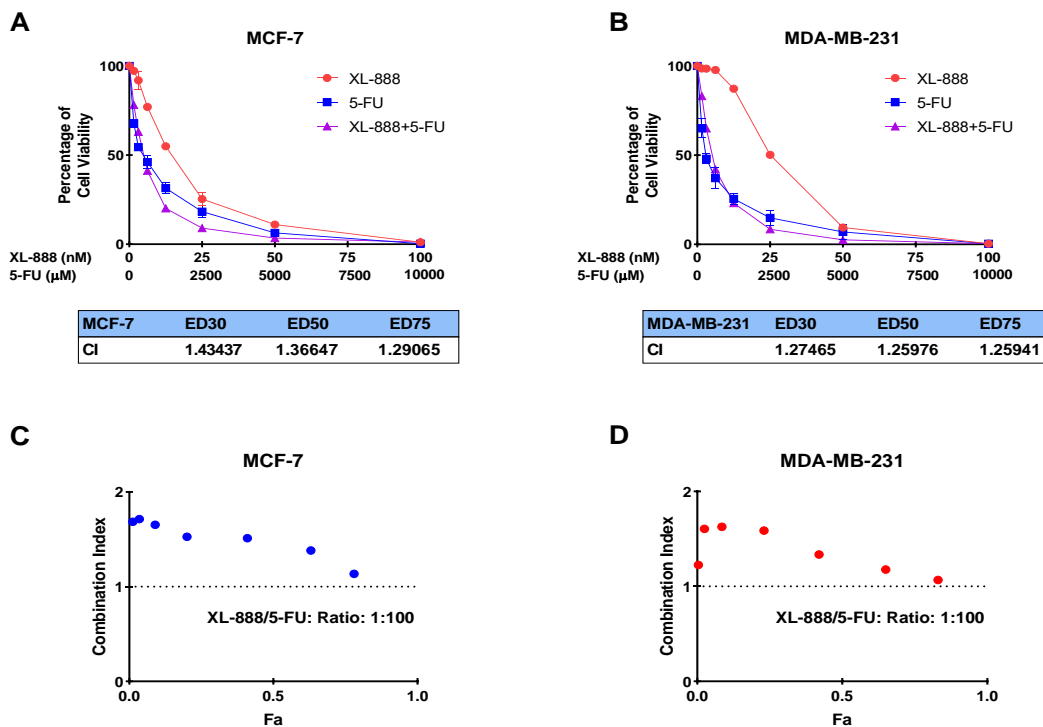 A
MCF-7
Percentage of
Cell Viability
100
50
0
XL-888
5-FU
XL-888+5-FU
XL-888 (nM) 0 25 50 75 100
5-FU (μM) 0 2500 5000 7500 10000
MCF-7 ED30 ED50 ED75
CI 1.43437 1.36647 1.29065
B
MDA-MB-231
Percentage of
Cell Viability
100
50
0
XL-888
5-FU
XL-888+5-FU
XL-888 (nM) 0 25 50 75 100
5-FU (μM) 0 2500 5000 7500 10000
MDA-MB-231 ED30 ED50 ED75
CI 1.27465 1.25976 1.25941
C
MCF-7
Combination Index
2
1
0
XL-888/5-FU: Ratio: 1:100
0.0 0.5 1.0
Fa
D
MDA-MB-231
Combination Index
2
1
0
XL-888/5-FU: Ratio: 1:100
0.0 0.5 1.0
Fa